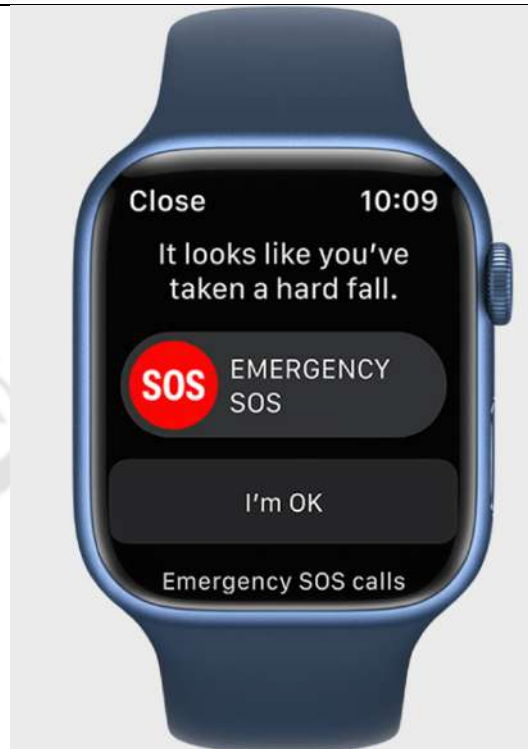 Close 10:09
It looks like you've
taken a hard fall.
SOS EMERGENCY
SOS
I'm OK
Emergency SOS calls